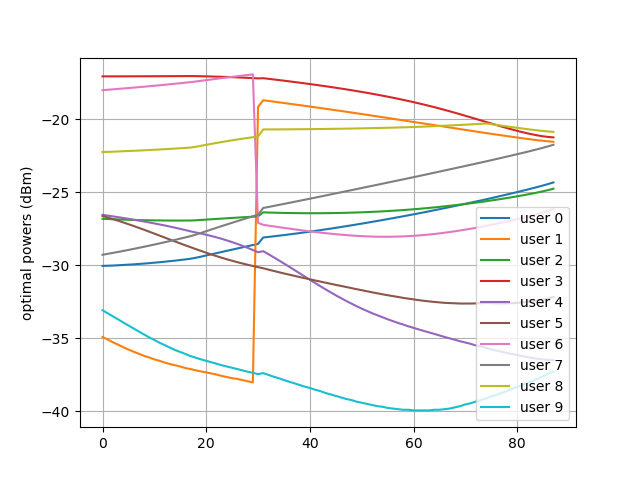 optimal powers (dBm)
−20
−25
−30
−35
−40
0
20
40
60
80
user 0
user 1
user 2
user 3
user 4
user 5
user 6
user 7
user 8
user 9